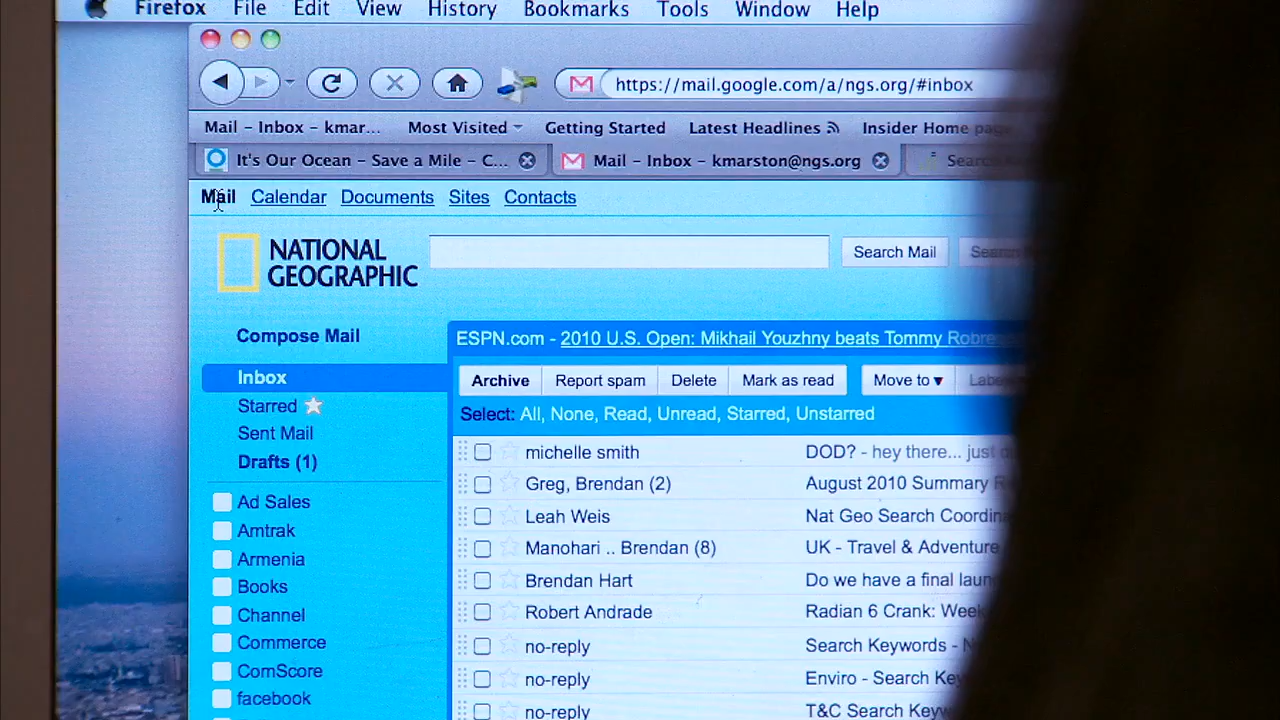 Firefox File Edit View History Bookmarks Tools Window Help
https://mail.google.com/a/ngs.org/#inbox
Mail – Inbox – kmar... Most Visited Getting Started Latest Headlines Insider Home page
It's Our Ocean – Save a Mile – C... Mail – Inbox – kmarston@ngs.org Search
Mail Calendar Documents Sites Contacts
NATIONAL
GEOGRAPHIC
Search Mail Search
Compose Mail
ESPN.com - 2010 U.S. Open: Mikhail Youzhny beats Tommy
Inbox
Archive Report spam Delete Mark as read Move to
Starred
Select: All, None, Read, Unread, Starred, Unstarred
Sent Mail
Drafts (1)
michelle smith DOD? - hey there... just
Greg, Brendan (2) August 2010 Summary
Ad Sales
Leah Weis Nat Geo Search
Amtrak
Manohari .. Brendan (8) UK - Travel & Adventure
Armenia
Brendan Hart Do we have a final
Books
Robert Andrade Radian 6 Crank:
Channel
Commerce
no-reply Search Keywords -
ComScore
no-reply Enviro - Search
facebook
no-reply T&C Search